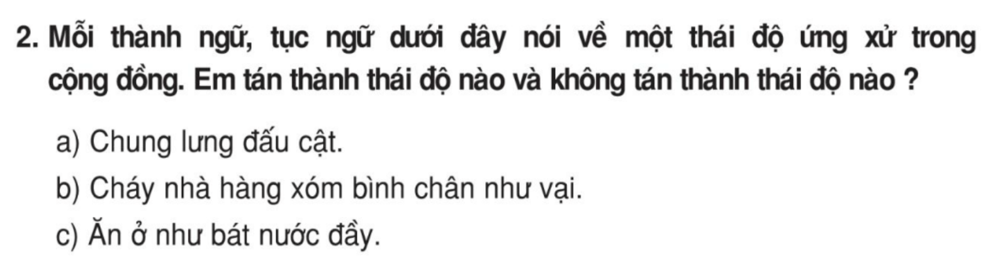 2. Mỗi thành ngữ, tục ngữ dưới đây nói về một thái độ ứng xử trong
cộng đồng. Em tán thành thái độ nào và không tán thành thái độ nào ?
a) Chung lưng đấu cật.
b) Cháy nhà hàng xóm bình chân như vại.
c) Ăn ở như bát nước đầy.